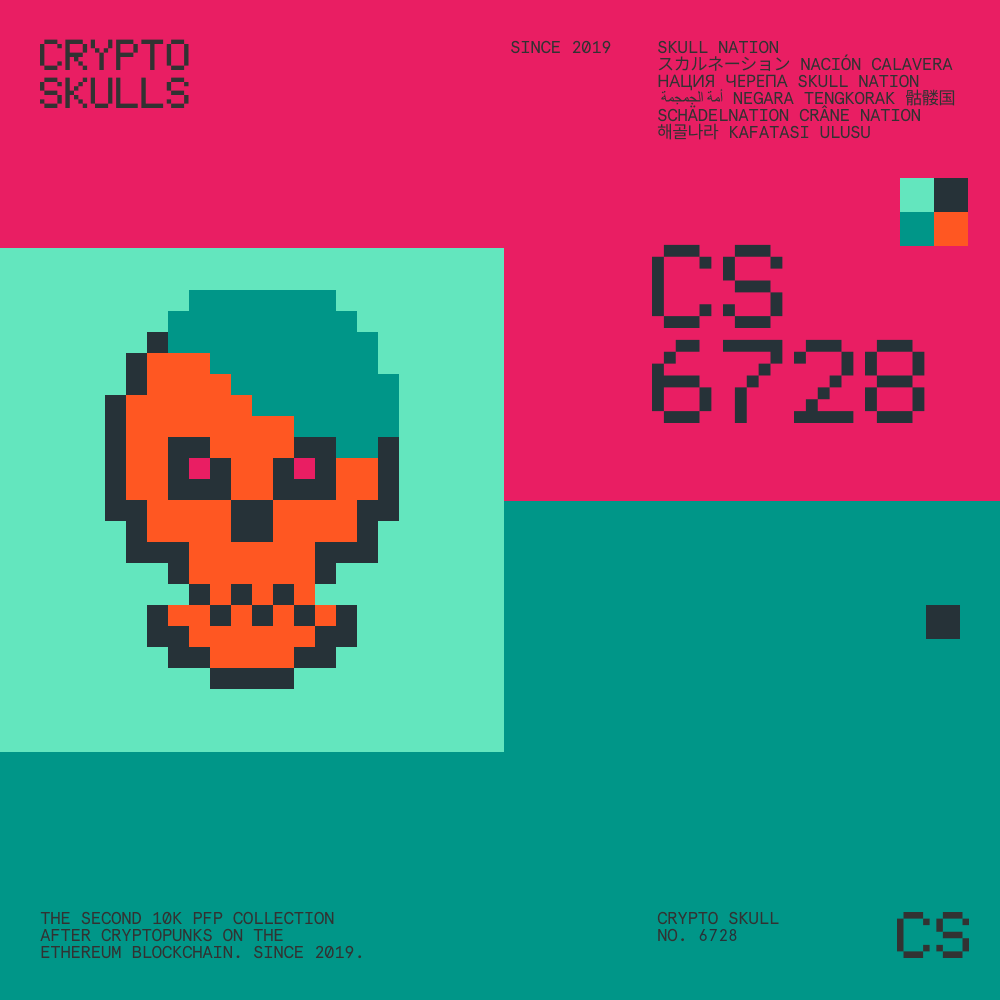 CRYPTO
SKULLS
SINCE 2019
SKULL NATION
スカルネーション NACIÓN CALAVERA
НАЦИЯ ЧЕРЕПА SKULL NATION
أمة الجمجمة NEGARA TENGKORAK 骷髅国
SCHÄDELNATION CRÂNE NATION
해골나라 KAFATASI ULUSU
CS
6728
THE SECOND 10K PFP COLLECTION
AFTER CRYPTOPUNKS ON THE
ETHEREUM BLOCKCHAIN. SINCE 2019.
CRYPTO SKULL
NO. 6728
CS